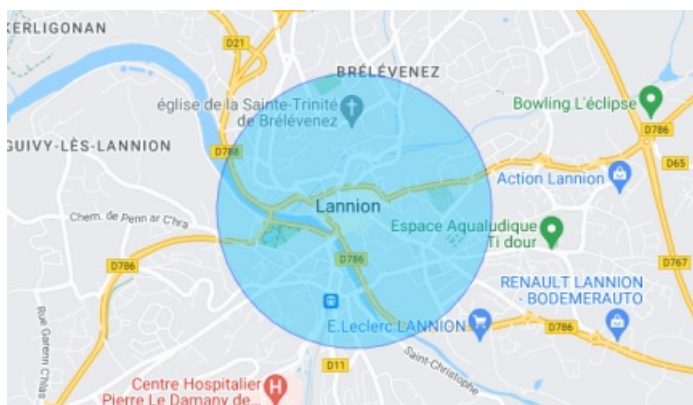 KERLIGONAN
D21
BRÉLÉVENEZ
église de la Sainte-Trinité
de Brélévenez
Bowling L'éclipse
D786
GUIVY-LÈS-LANNION
D788
D65
Action Lannion
Lannion
Chem. de Penn ar C'hra
Espace Aqualudique
Ti dour
D786
D786
D767
RENAULT LANNION
- BODEMERAUTO
Rue Garenn C'hlas
E.Leclerc LANNION
D786
Saint-Christophe
D11
Centre Hospitalier
Pierre Le Damany de...